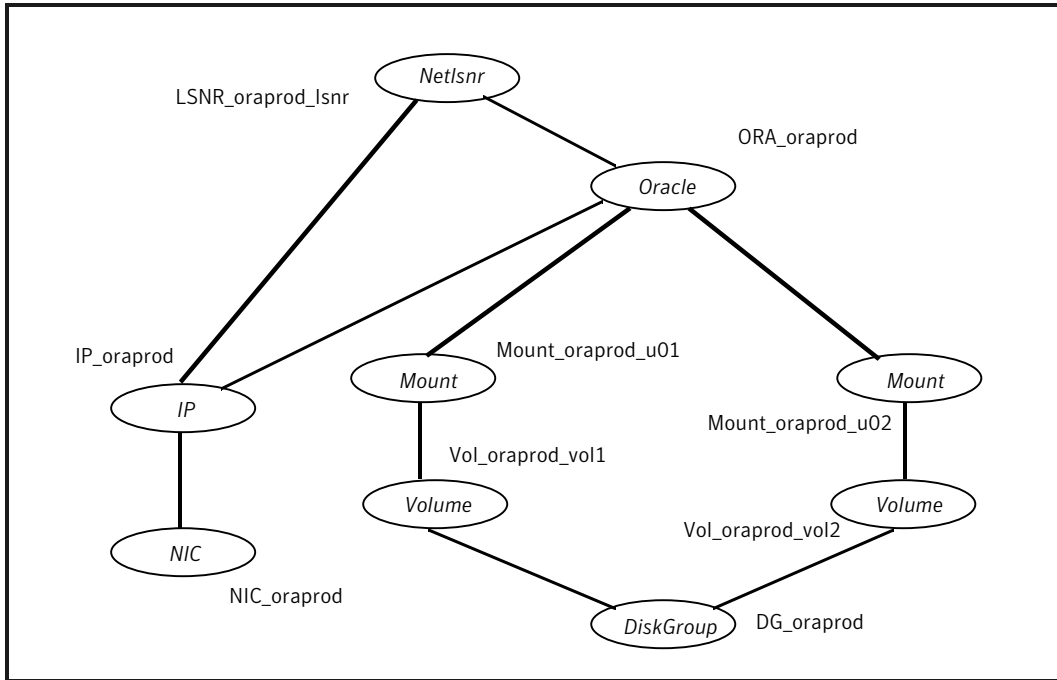 Netlsnr
LSNR_oraprod_lsnr
ORA_oraprod
Oracle
IP_oraprod
Mount_oraprod_u01
Mount
Mount
IP
Mount_oraprod_u02
Vol_oraprod_vol1
Volume
Volume
Vol_oraprod_vol2
NIC
NIC_oraprod
DiskGroup
DG_oraprod